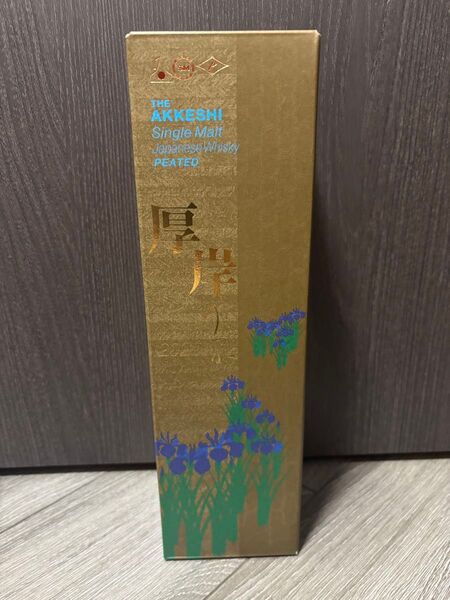 THE
AKKESHI
Single Malt
Japanese Whisky
PEATED
厚
岸